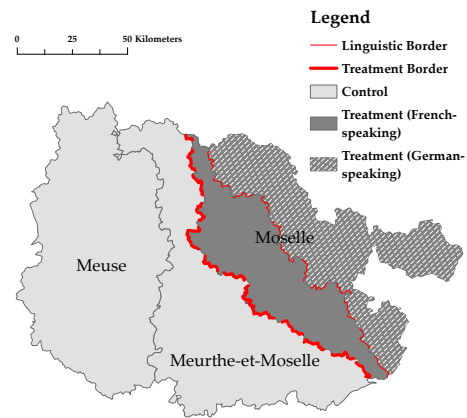 Legend
0 25 50 Kilometers
Linguistic Border
Treatment Border
Control
Treatment (French-
speaking)
Treatment (German-
speaking)
Moselle
Meuse
Meurthe-et-Moselle